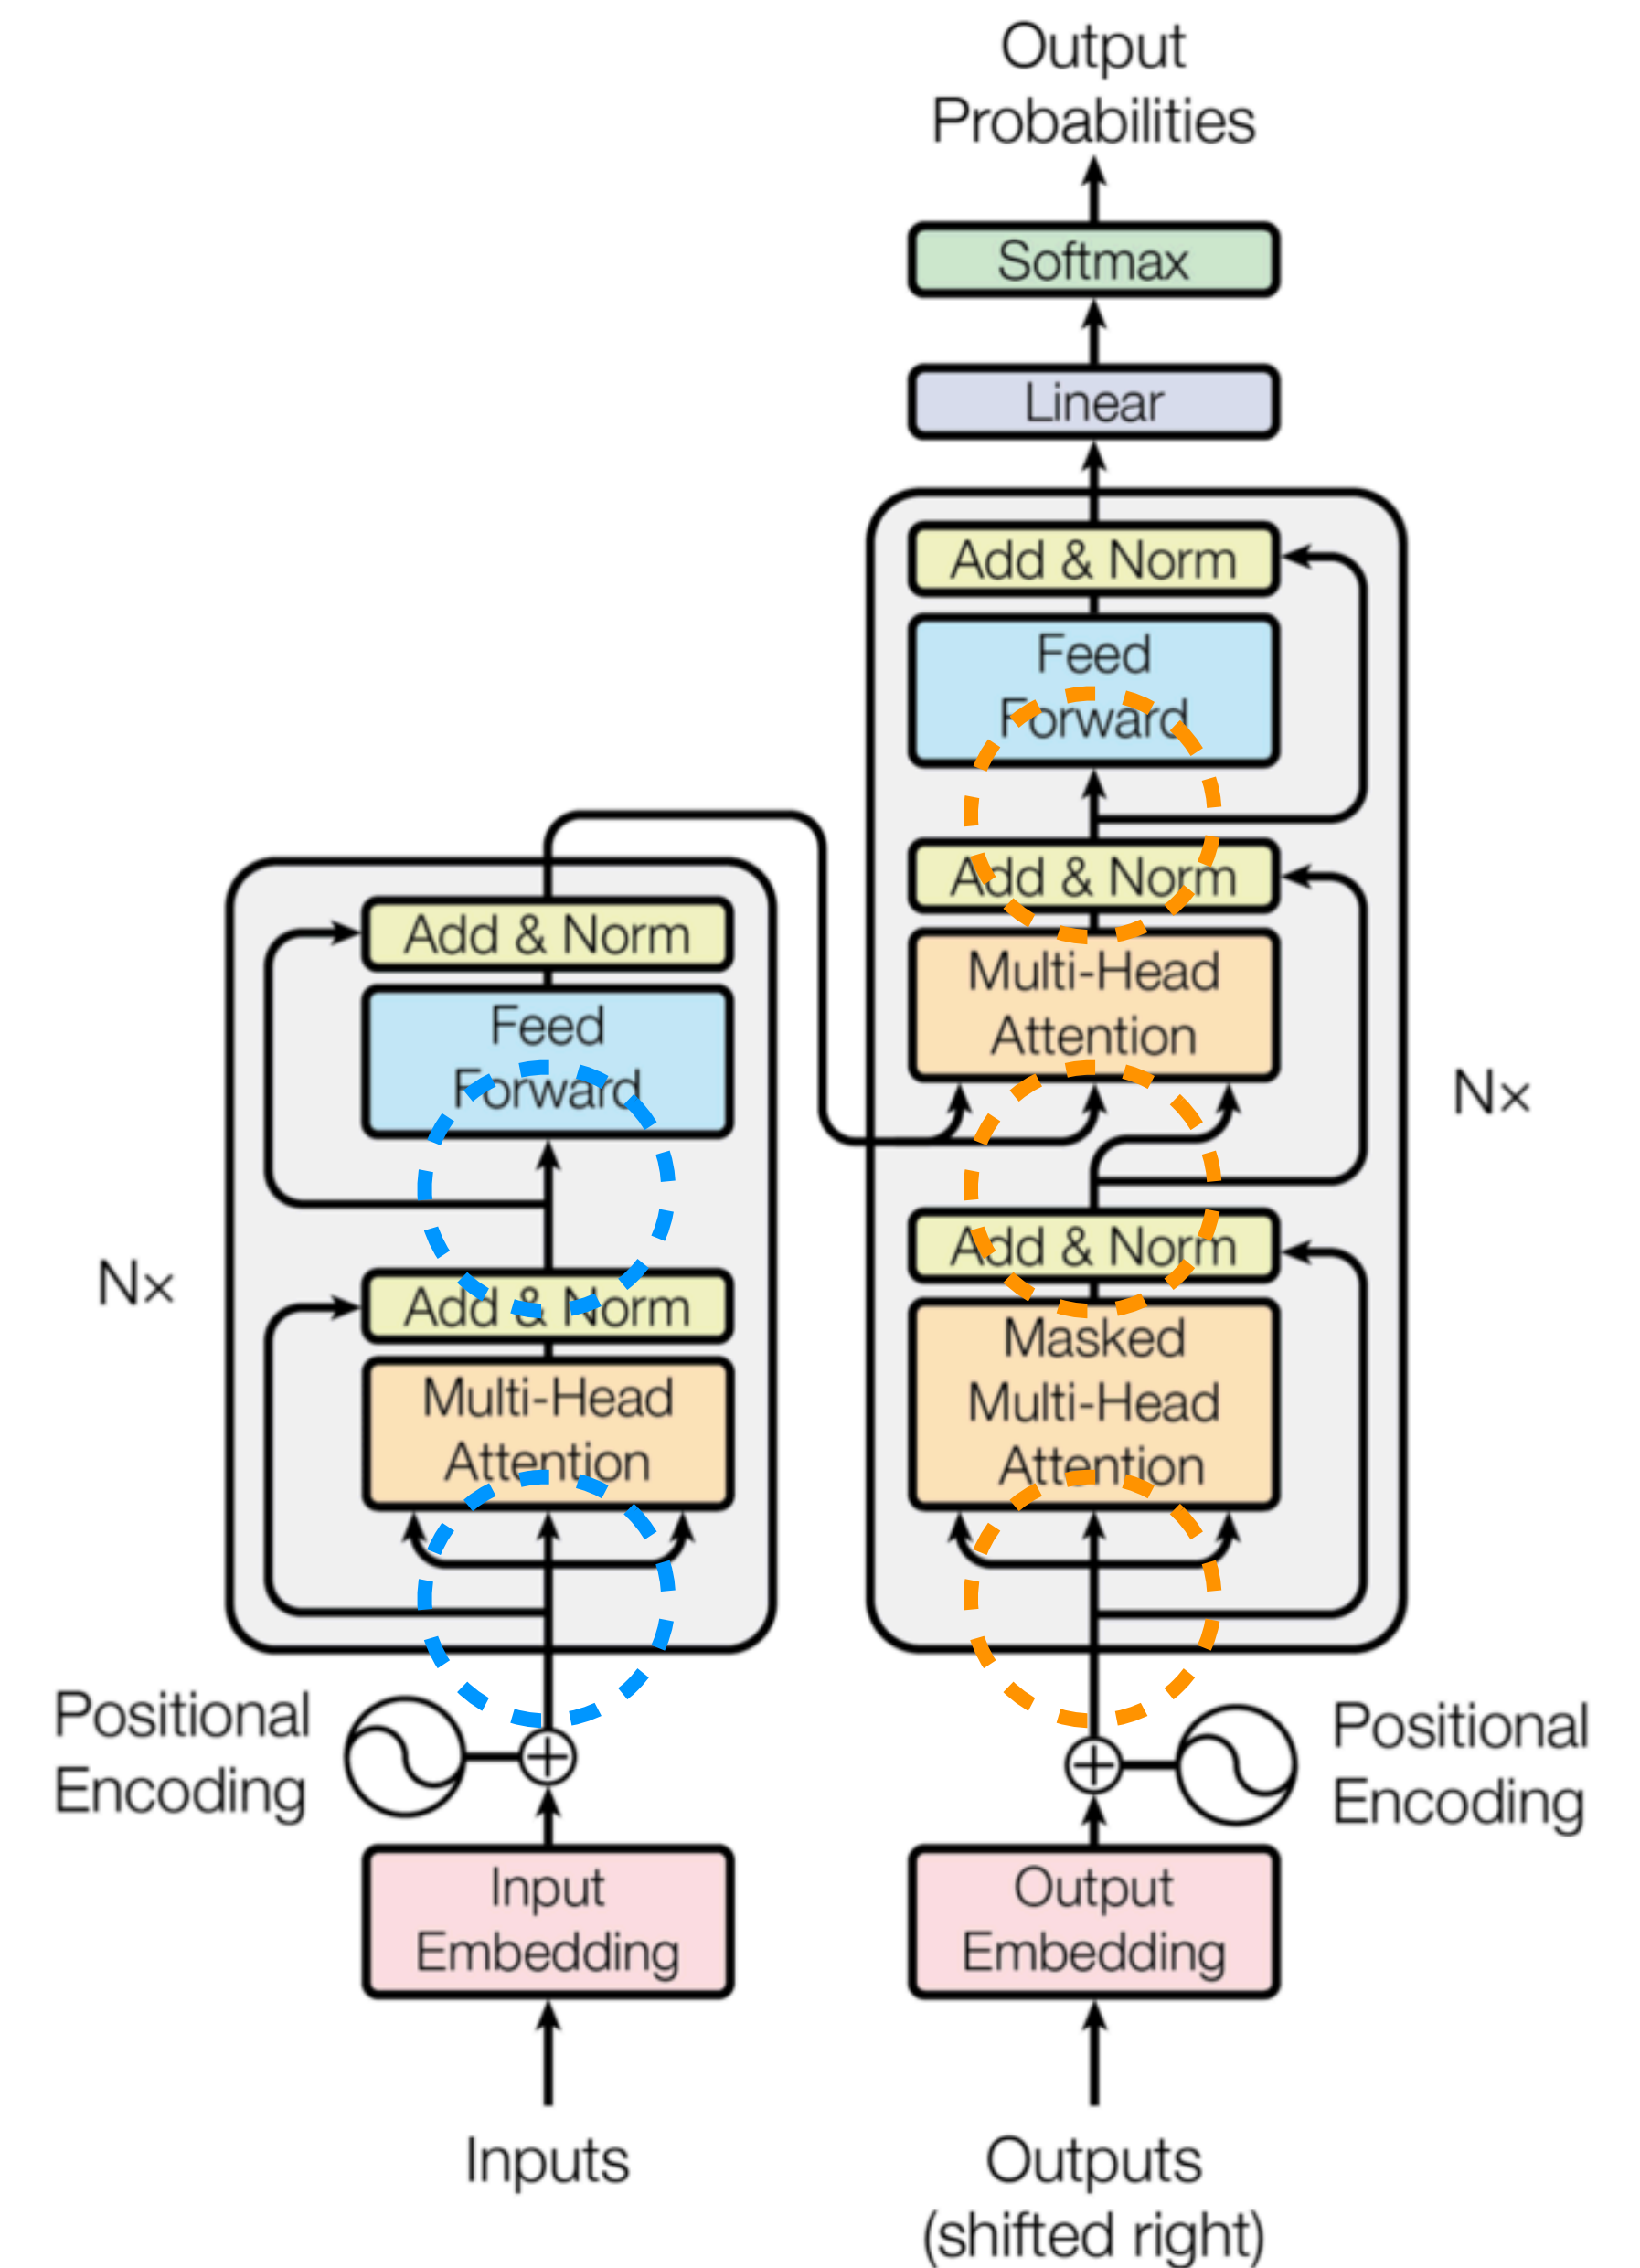 Output
Probabilities
Softmax
Linear
Add & Norm
Feed
Forward
Add & Norm
Multi-Head
Attention
Add & Norm
Masked
Multi-Head
Attention
Nx
Add & Norm
Feed
Forward
Add & Norm
Multi-Head
Attention
Nx
Positional
Encoding
Positional
Encoding
Input
Embedding
Output
Embedding
Inputs
Outputs
(shifted right)